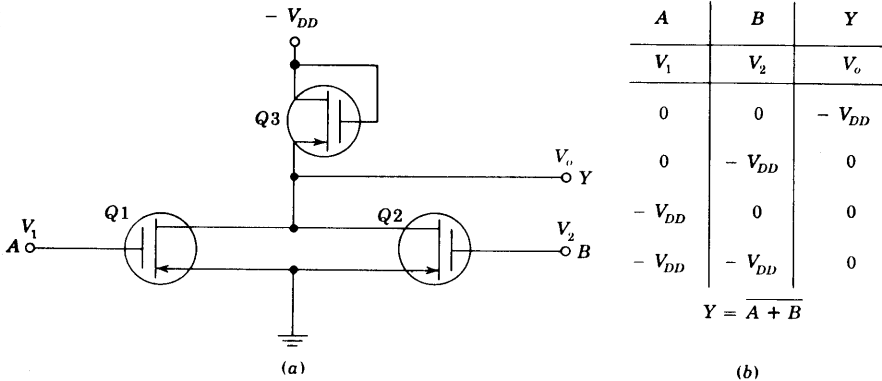 − V_DD
Q3
V_o
Y
Q1
Q2
V_1
A
V_2
B
(a)
A B Y
V_1 V_2 V_o
0 0 − V_DD
0 − V_DD 0
− V_DD 0 0
− V_DD − V_DD 0
Y = \overline{A + B}
(b)